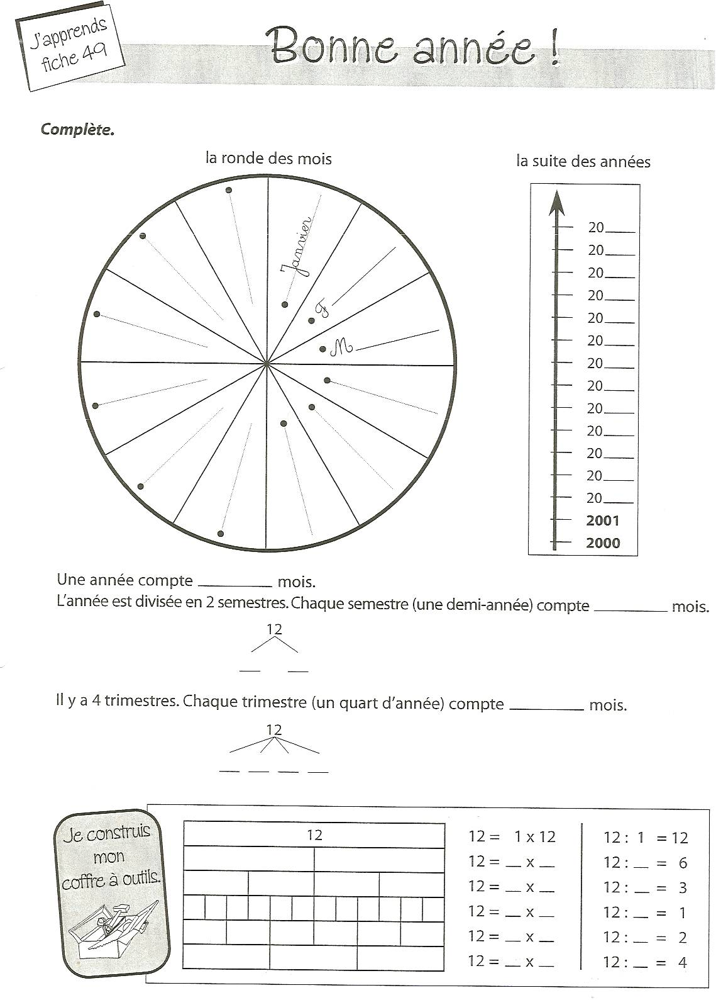 J'apprends
fiche 49
Bonne année !
Complète.
la ronde des mois
la suite des années
Janvier
F
M
20____
20____
20____
20____
20____
20____
20____
20____
20____
20____
20____
20____
20____
2001
2000
Une année compte ________ mois.
L'année est divisée en 2 semestres. Chaque semestre (une demi-année) compte ________ mois.
12
__ __
Il y a 4 trimestres. Chaque trimestre (un quart d'année) compte ________ mois.
12
__ __ __ __
Je construis
mon
coffre à outils.
12
12 = 1 x 12
12 = __ x __
12 = __ x __
12 = __ x __
12 = __ x __
12 = __ x __
12 : 1 = 12
12 : __ = 6
12 : __ = 3
12 : __ = 1
12 : __ = 2
12 : __ = 4